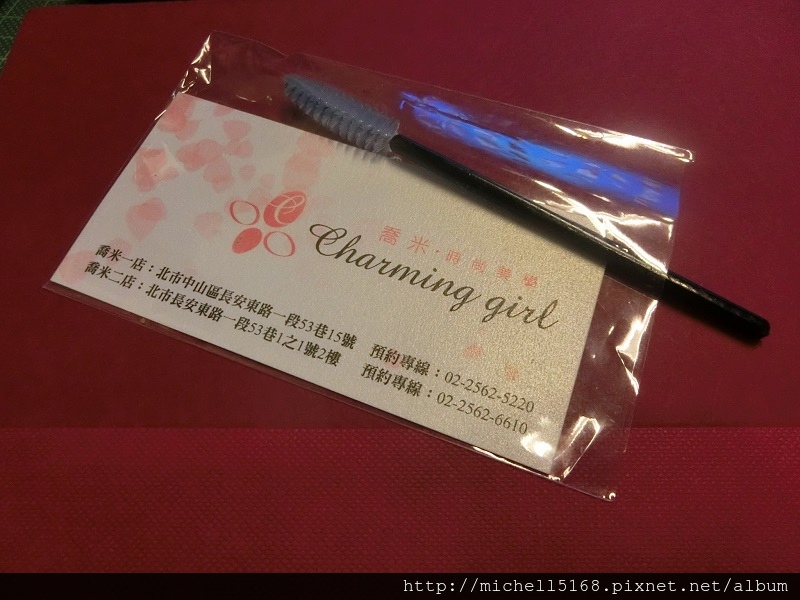 喬米·時尚美學
Charming girl
喬米一店：北市中山區長安東路一段53巷15號 預約專線：02-2562-5220
喬米二店：北市長安東路一段53巷1之1號2樓 預約專線：02-2562-6610
http://michell5168.pixnet.net/album